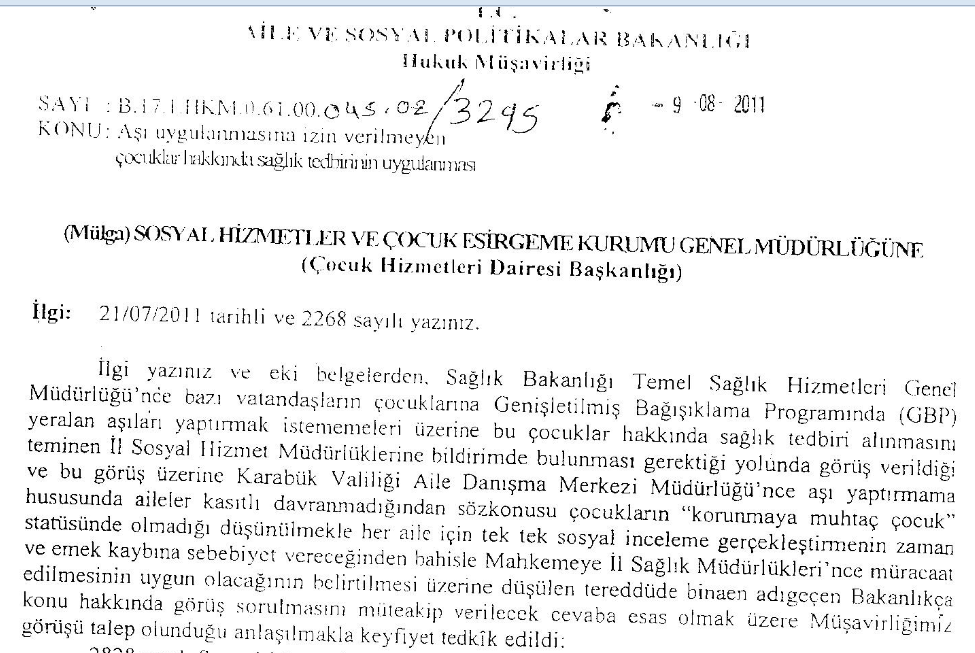 T.C.
AİLE VE SOSYAL POLİTİKALAR BAKANLIĞI
Hukuk Müşavirliği
SAYI : B.17.1.HKM.0.61.00.045.02/3295 - 9 -08- 2011
KONU: Aşı uygulanmasına izin verilmeyen
çocuklar hakkında sağlık tedbirinin uygulanması
(Mülga) SOSYAL HİZMETLER VE ÇOCUK ESİRGEME KURUMU GENEL MÜDÜRLÜĞÜNE
(Çocuk Hizmetleri Dairesi Başkanlığı)
İlgi: 21/07/2011 tarihli ve 2268 sayılı yazınız.
İlgi yazınız ve eki belgelerden, Sağlık Bakanlığı Temel Sağlık Hizmetleri Genel
Müdürlüğü'nce bazı vatandaşların çocuklarına Genişletilmiş Bağışıklama Programında (GBP)
yeralan aşıları yaptırmak istememeleri üzerine bu çocuklar hakkında sağlık tedbiri alınmasını
teminen İl Sosyal Hizmet Müdürlüklerine bildirimde bulunması gerektiği yolunda görüş verildiği
ve bu görüş üzerine Karabük Valiliği Aile Danışma Merkezi Müdürlüğü'nce aşı yaptırmama
hususunda aileler kasıtlı davranmadığından sözkonusu çocukların “korunmaya muhtaç çocuk”
statüsünde olmadığı düşünülmekle her aile için tek tek sosyal inceleme gerçekleştirmenin zaman
ve emek kaybına sebebiyet vereceğinden bahisle Mahkemeye İl Sağlık Müdürlükleri'nce müracaat
edilmesinin uygun olacağının belirtilmesi üzerine düşülen tereddüde binaen adıgeçen Bakanlıkça
konu hakkında görüş sorulmasını müteakip verilecek cevaba esas olmak üzere Müşavirliğimiz
görüşü talep olunduğu anlaşılmakla keyfiyet tedkîk edildi: